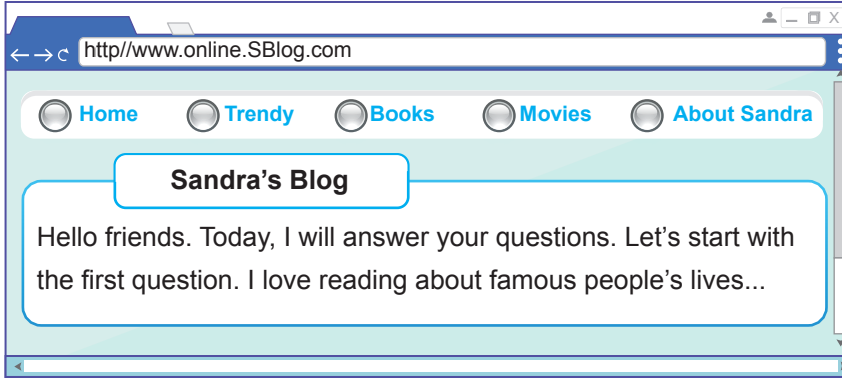 http//www.online.SBlog.com
Home Trendy Books Movies About Sandra
Sandra's Blog
Hello friends. Today, I will answer your questions. Let's start with
the first question. I love reading about famous people's lives...